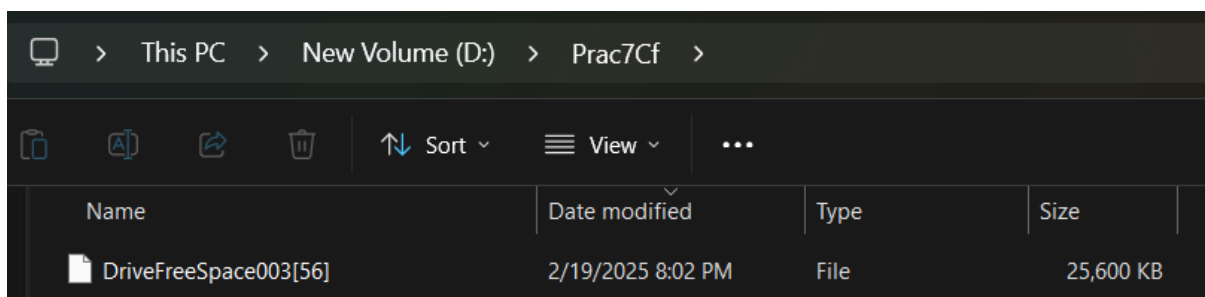 This PC > New Volume (D:) > Prac7Cf >
Sort View ...
Name Date modified Type Size
DriveFreeSpace003[56] 2/19/2025 8:02 PM File 25,600 KB